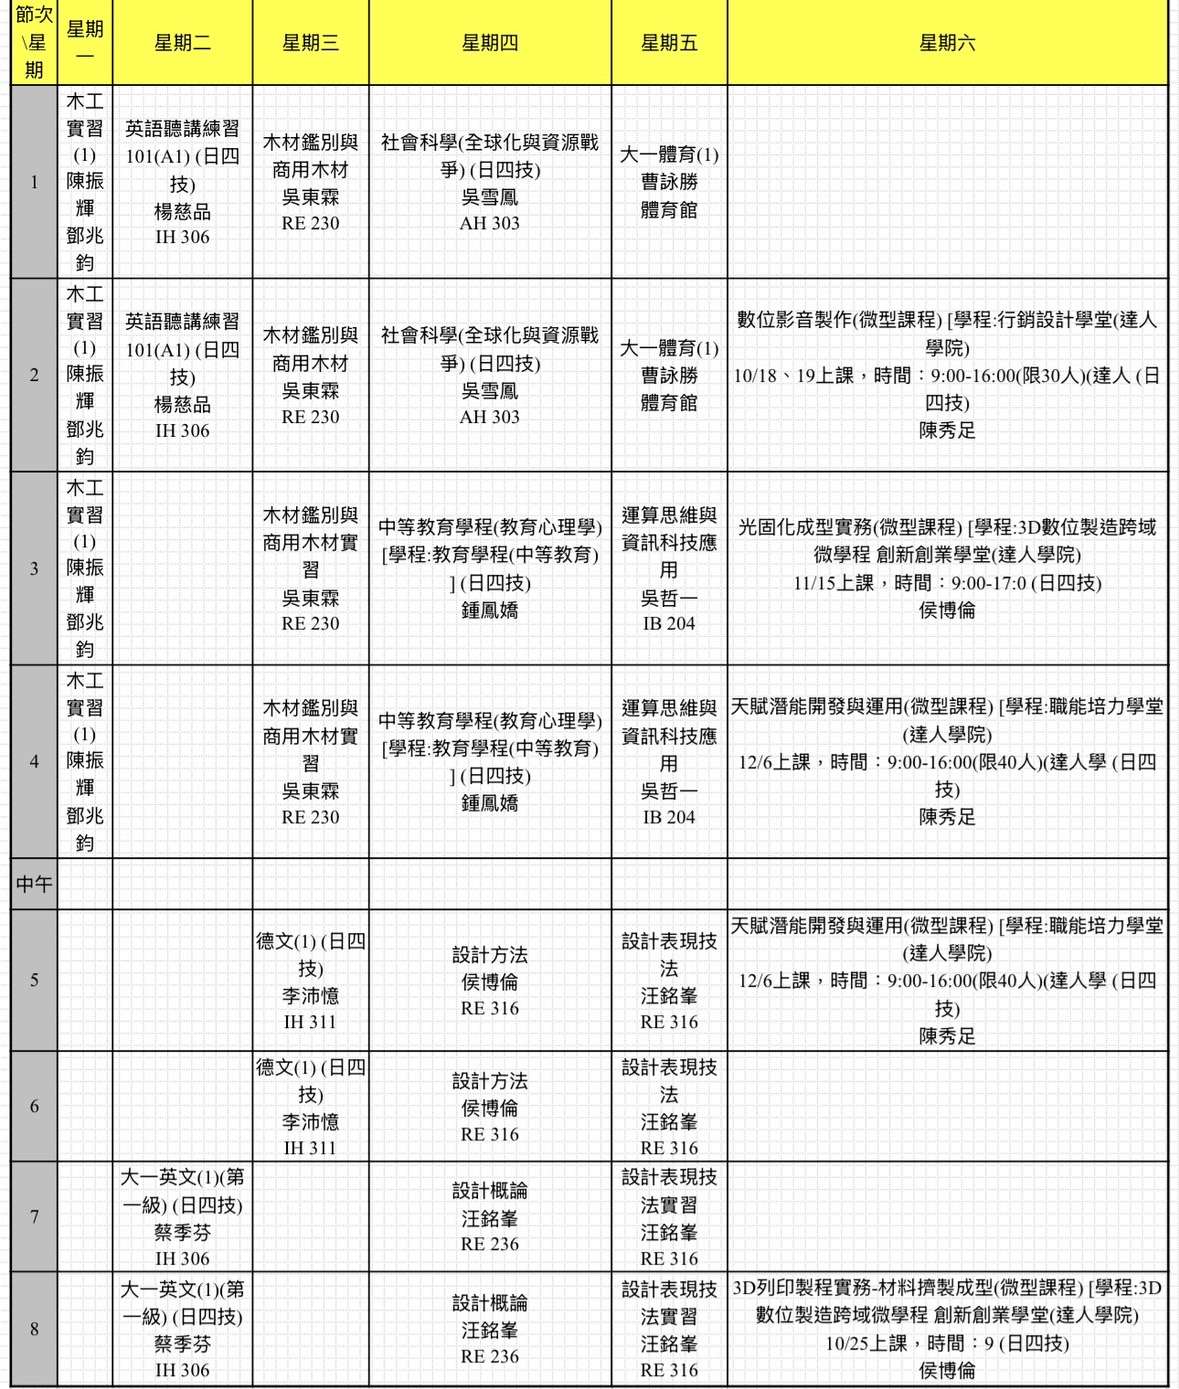 節次
\星
期
星期
一
星期二
星期三
星期四
星期五
星期六
1
木工
實習
(1)
陳振
輝
鄧兆
鈞
英語聽講練習
101(A1) (日四
技)
楊慈品
IH 306
木材鑑別與
商用木材
吳東霖
RE 230
社會科學(全球化與資源戰
爭) (日四技)
吳雪鳳
AH 303
大一體育(1)
曹詠勝
體育館
2
木工
實習
(1)
陳振
輝
鄧兆
鈞
英語聽講練習
101(A1) (日四
技)
楊慈品
IH 306
木材鑑別與
商用木材
吳東霖
RE 230
社會科學(全球化與資源戰
爭) (日四技)
吳雪鳳
AH 303
大一體育(1)
曹詠勝
體育館
數位影音製作(微型課程) [學程:行銷設計學堂(達人
學院)
10/18、19上課，時間：9:00-16:00(限30人)(達人 (日
四技)
陳秀足
3
木工
實習
(1)
陳振
輝
鄧兆
鈞
木材鑑別與
商用木材實
習
吳東霖
RE 230
中等教育學程(教育心理學)
[學程:教育學程(中等教育)
] (日四技)
鍾鳳嬌
運算思維與
資訊科技應
用
吳哲一
IB 204
光固化成型實務(微型課程) [學程:3D數位製造跨域
微學程 創新創業學堂(達人學院)
11/15上課，時間：9:00-17:0 (日四技)
侯博倫
4
木工
實習
(1)
陳振
輝
鄧兆
鈞
木材鑑別與
商用木材實
習
吳東霖
RE 230
中等教育學程(教育心理學)
[學程:教育學程(中等教育)
] (日四技)
鍾鳳嬌
運算思維與
資訊科技應
用
吳哲一
IB 204
天賦潛能開發與運用(微型課程) [學程:職能培力學堂
(達人學院)
12/6上課，時間：9:00-16:00(限40人)(達人學 (日四
技)
陳秀足
中午
5
德文(1) (日四
技)
李沛憶
IH 311
設計方法
侯博倫
RE 316
設計表現技
法
汪銘峯
RE 316
天賦潛能開發與運用(微型課程) [學程:職能培力學堂
(達人學院)
12/6上課，時間：9:00-16:00(限40人)(達人學 (日四
技)
陳秀足
6
德文(1) (日四
技)
李沛憶
IH 311
設計方法
侯博倫
RE 316
設計表現技
法
汪銘峯
RE 316
7
大一英文(1)(第
一級) (日四技)
蔡季芬
IH 306
設計概論
汪銘峯
RE 236
設計表現技
法實習
汪銘峯
RE 316
8
大一英文(1)(第
一級) (日四技)
蔡季芬
IH 306
設計概論
汪銘峯
RE 236
設計表現技
法實習
汪銘峯
RE 316
3D列印製程實務-材料擠製成型(微型課程) [學程:3D
數位製造跨域微學程 創新創業學堂(達人學院)
10/25上課，時間：9 (日四技)
侯博倫